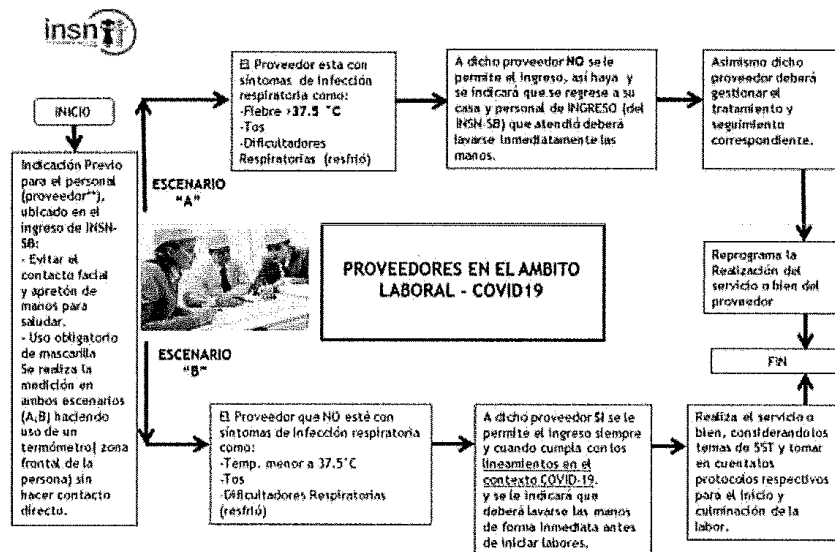 insn
INICIO
Indicación Previo
para el personal
(proveedor**),
ubicado en el
ingreso de INSN-
SB:
- Evitar el
contacto facial
y apretón de
manos para
saludar.
- Uso obligatorio
de mascarilla
Se realiza la
medición en
ambos escenarios
(A,B) haciendo
uso de un
termómetro( zona
frontal de la
persona) sin
hacer contacto
directo.
ESCENARIO
"A"
El Proveedor esta con
síntomas de infección
respiratoria como:
-Fiebre >37.5 °C
-Tos
-Dificultadores
Respiratorias (resfrió)
A dicho proveedor NO se le
permite el ingreso, así haya y
se indicará que se regrese a su
casa y personal de INGRESO (del
INSN-SB) que atendió deberá
lavarse inmediatamente las
manos.
Asimismo dicho
proveedor deberá
gestionar el
tratamiento y
seguimiento
correspondiente.
Reprograma la
Realización del
servicio o bien del
proveedor
PROVEEDORES EN EL AMBITO
LABORAL - COVID19
FIN
ESCENARIO
"B"
El Proveedor que NO esté con
síntomas de infección respiratoria
como:
-Temp. menor a 37.5°C
-Tos
-Dificultadores Respiratorias
(resfrió)
A dicho proveedor SI se le
permite el ingreso siempre
y cuando cumpla con los
lineamientos en el
contexto COVID-19.
y se le indicará que
deberá lavarse las manos
de forma inmediata antes
de iniciar labores.
Realiza el servicio o
bien, considerando los
temas de SST y tomar
en cuenta los
protocolos respectivos
para el inicio y
culminación de la
labor.